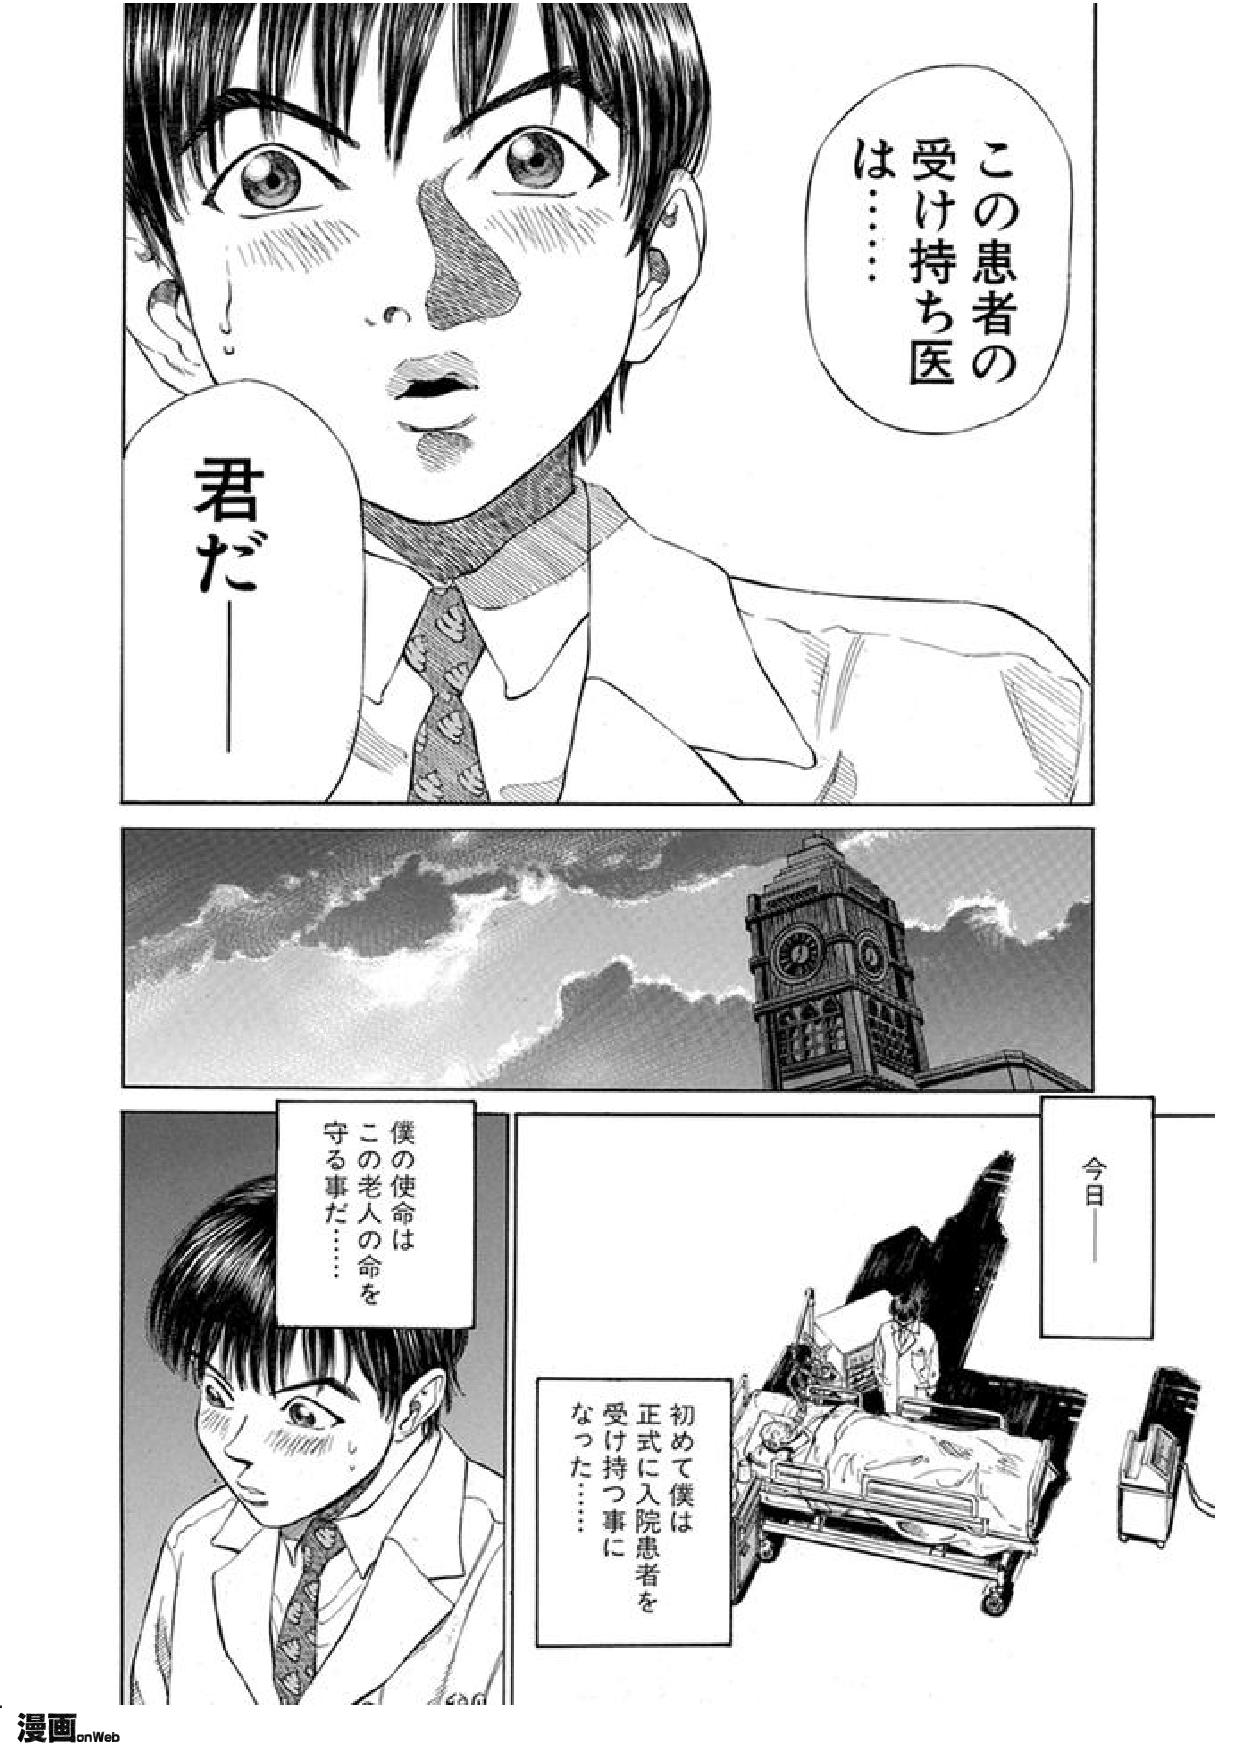 この患者の
受け持ち医
は……
君だ——
今日——
初めて僕は
正式に入院患者を
受け持つ事に
なった……
僕の使命は
この老人の命を
守る事だ……
漫画onWeb